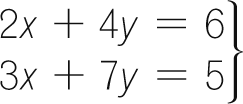 2x + 4y = 6
3x + 7y = 5